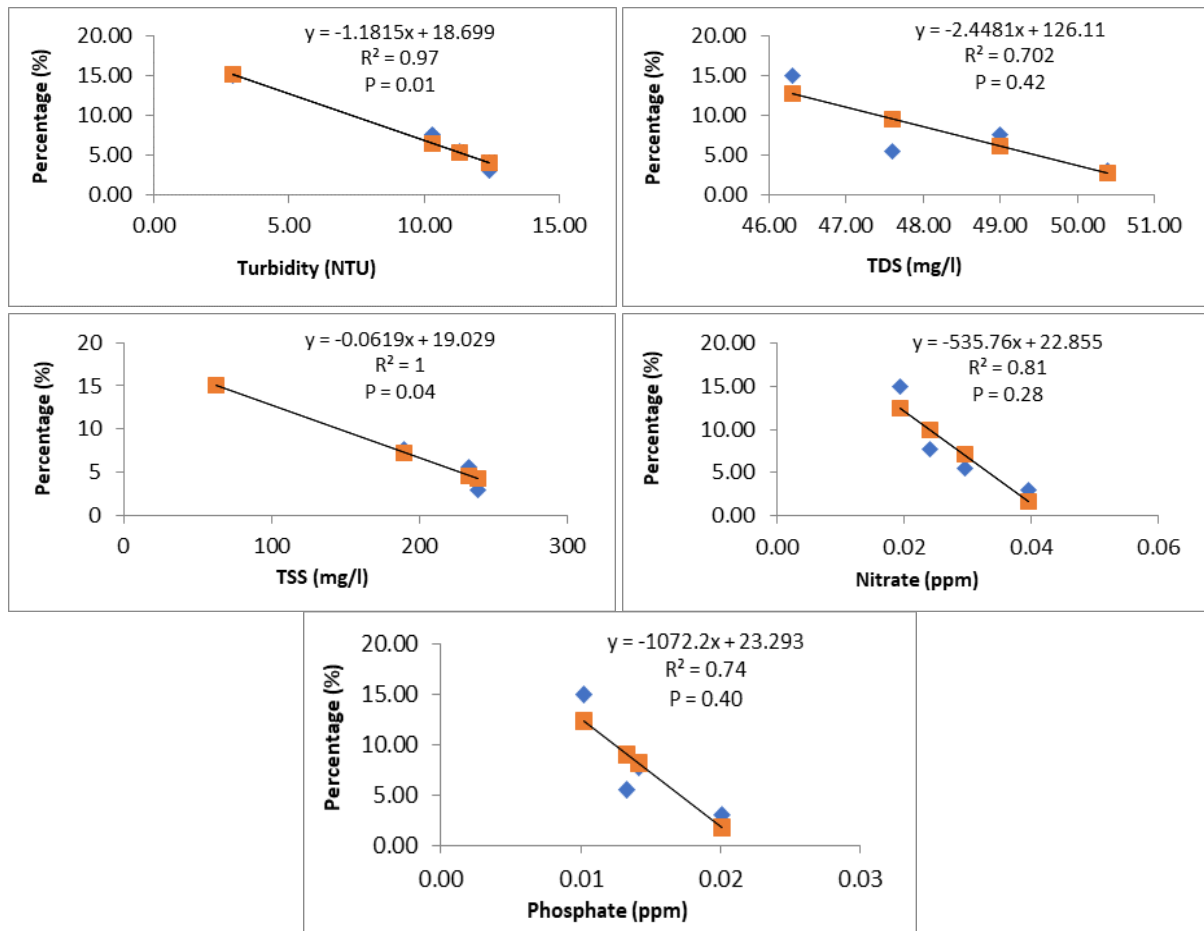 y = -1.1815x + 18.699
R² = 0.97
P = 0.01
Percentage (%)
20.00
15.00
10.00
5.00
0.00
0.00 5.00 10.00 15.00
Turbidity (NTU)
y = -2.4481x + 126.11
R² = 0.702
P = 0.42
Percentage (%)
20.00
15.00
10.00
5.00
0.00
46.00 47.00 48.00 49.00 50.00 51.00
TDS (mg/l)
y = -0.0619x + 19.029
R² = 1
P = 0.04
Percentage (%)
20
15
10
5
0
0 100 200 300
TSS (mg/l)
y = -535.76x + 22.855
R² = 0.81
P = 0.28
Percentage (%)
20.00
15.00
10.00
5.00
0.00
0.00 0.02 0.04 0.06
Nitrate (ppm)
y = -1072.2x + 23.293
R² = 0.74
P = 0.40
Percentage (%)
20.00
15.00
10.00
5.00
0.00
0.00 0.01 0.02 0.03
Phosphate (ppm)